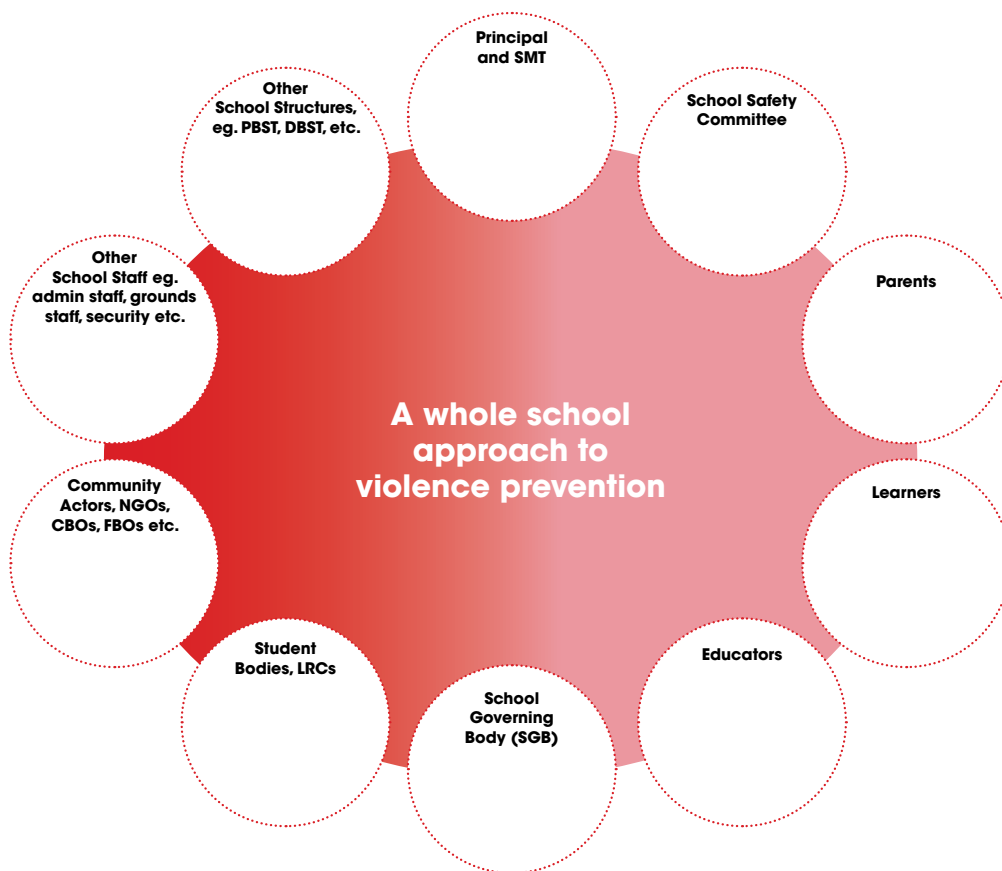 Principal
and SMT
School Safety
Committee
Parents
Learners
Educators
School
Governing
Body (SGB)
Student
Bodies, LRCs
Community
Actors, NGOs,
CBOs, FBOs etc.
Other
School Staff eg.
admin staff, grounds
staff, security etc.
Other
School Structures,
eg. PBST, DBST, etc.
A whole school
approach to
violence prevention